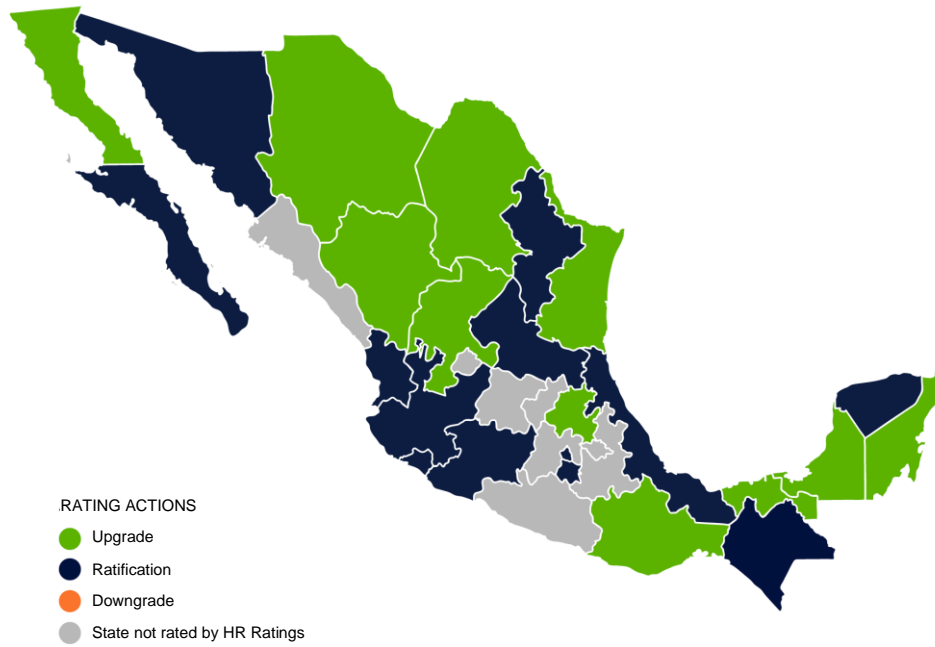 .RATING ACTIONS
Upgrade
Ratification
Downgrade
State not rated by HR Ratings